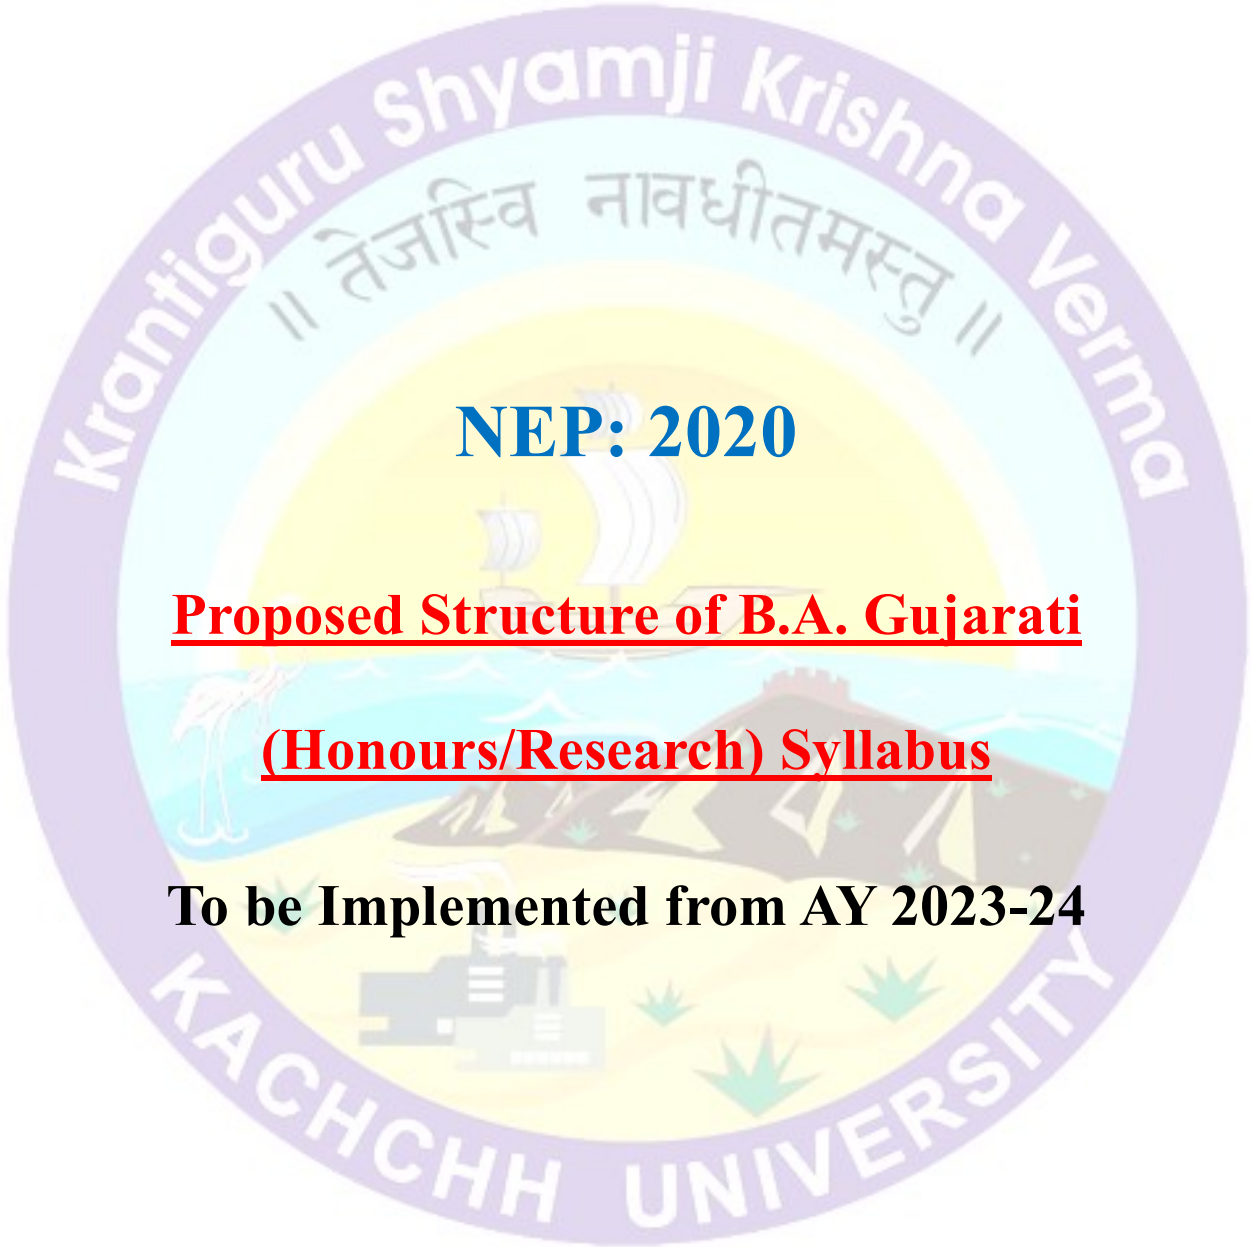 Krantiguru Shyamji Krishna Verma
॥ तेजस्वि नावधीतमस्तु ॥
NEP: 2020
Proposed Structure of B.A. Gujarati
(Honours/Research) Syllabus
To be Implemented from AY 2023-24
KACHCHH UNIVERSITY